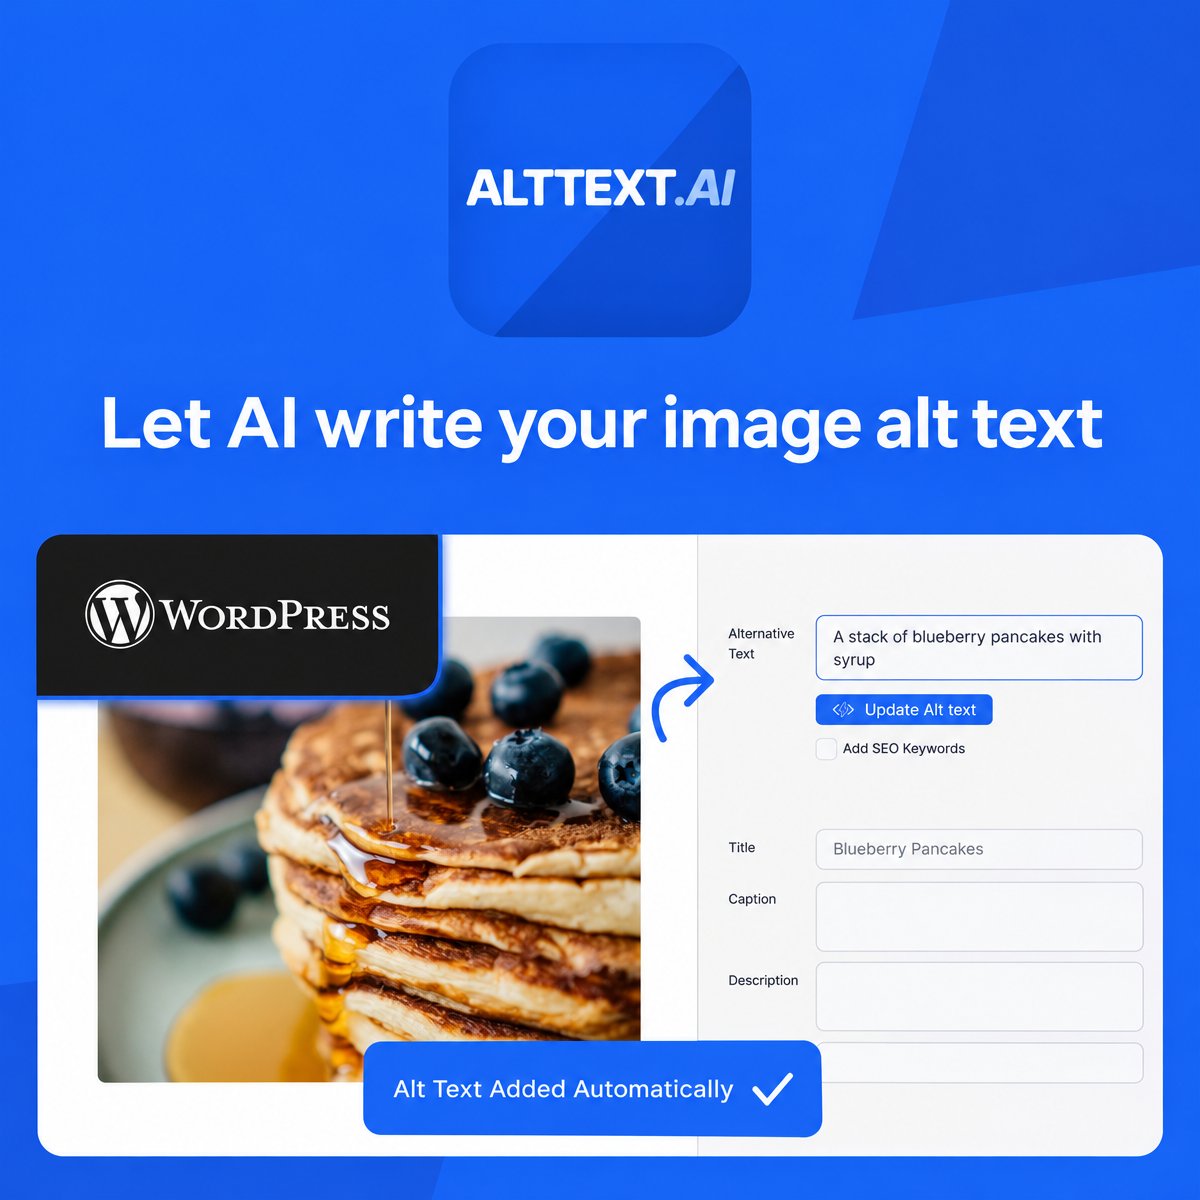 ALTTEXT.AI
Let AI write your image alt text
WORDPRESS
Alternative
Text
A stack of blueberry pancakes with
syrup
Update Alt text
Add SEO Keywords
Title
Blueberry Pancakes
Caption
Description
Alt Text Added Automatically